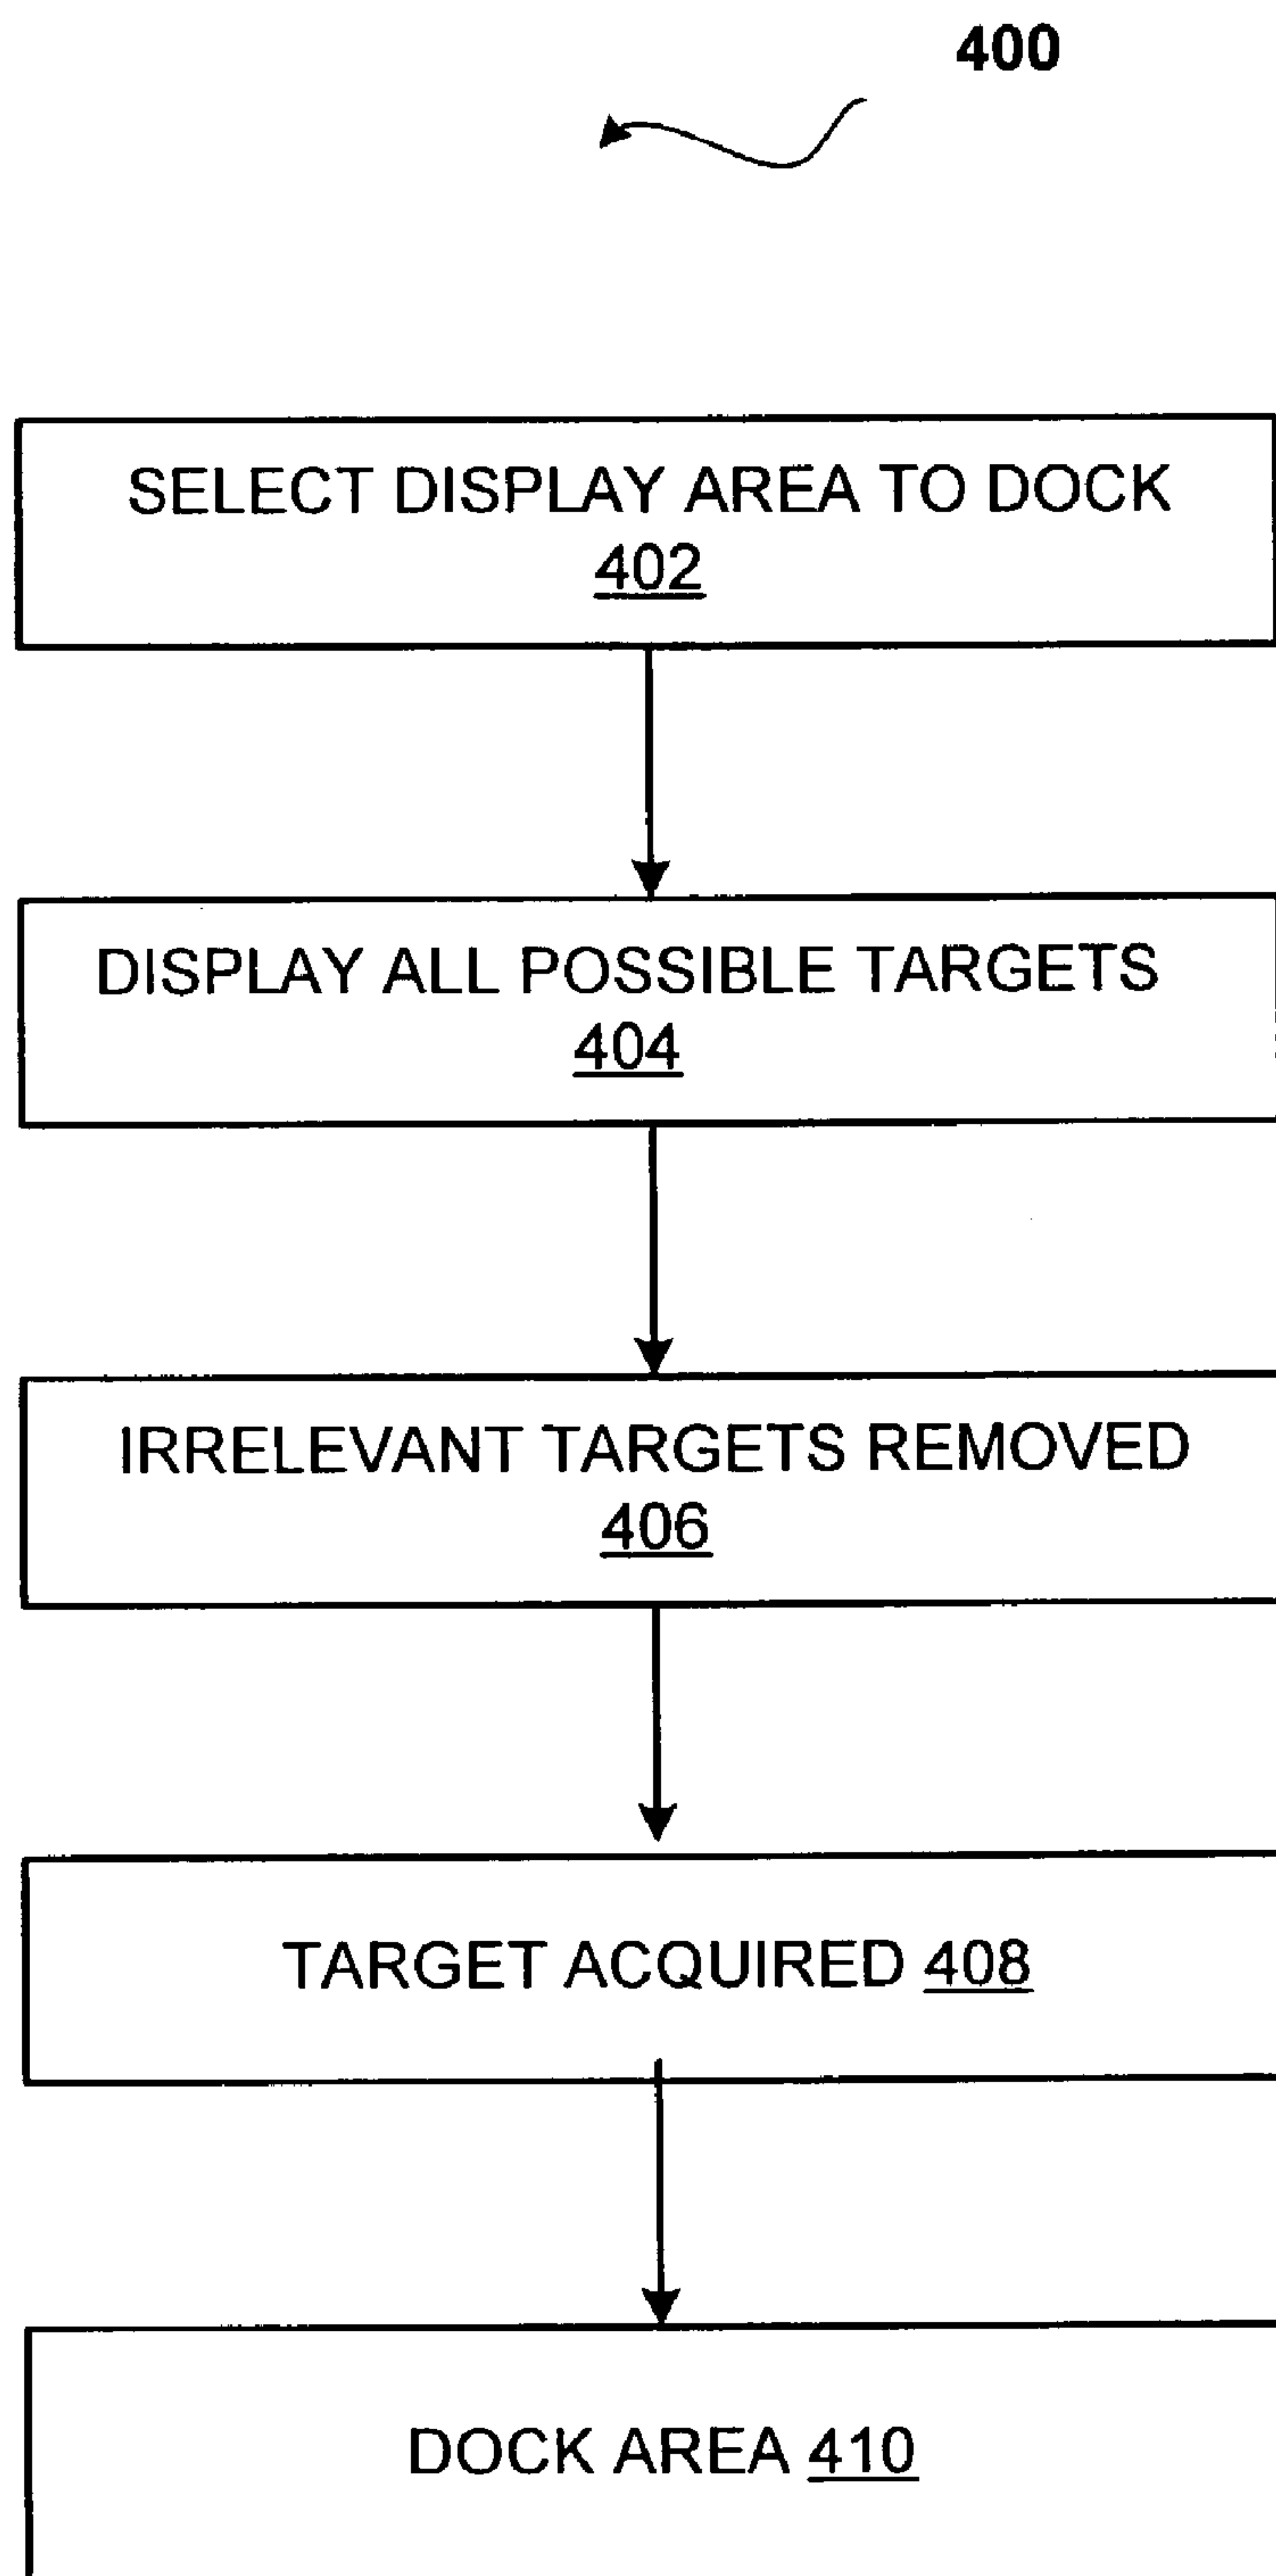 400
SELECT DISPLAY AREA TO DOCK
402
DISPLAY ALL POSSIBLE TARGETS
404
IRRELEVANT TARGETS REMOVED
406
TARGET ACQUIRED 408
DOCK AREA 410